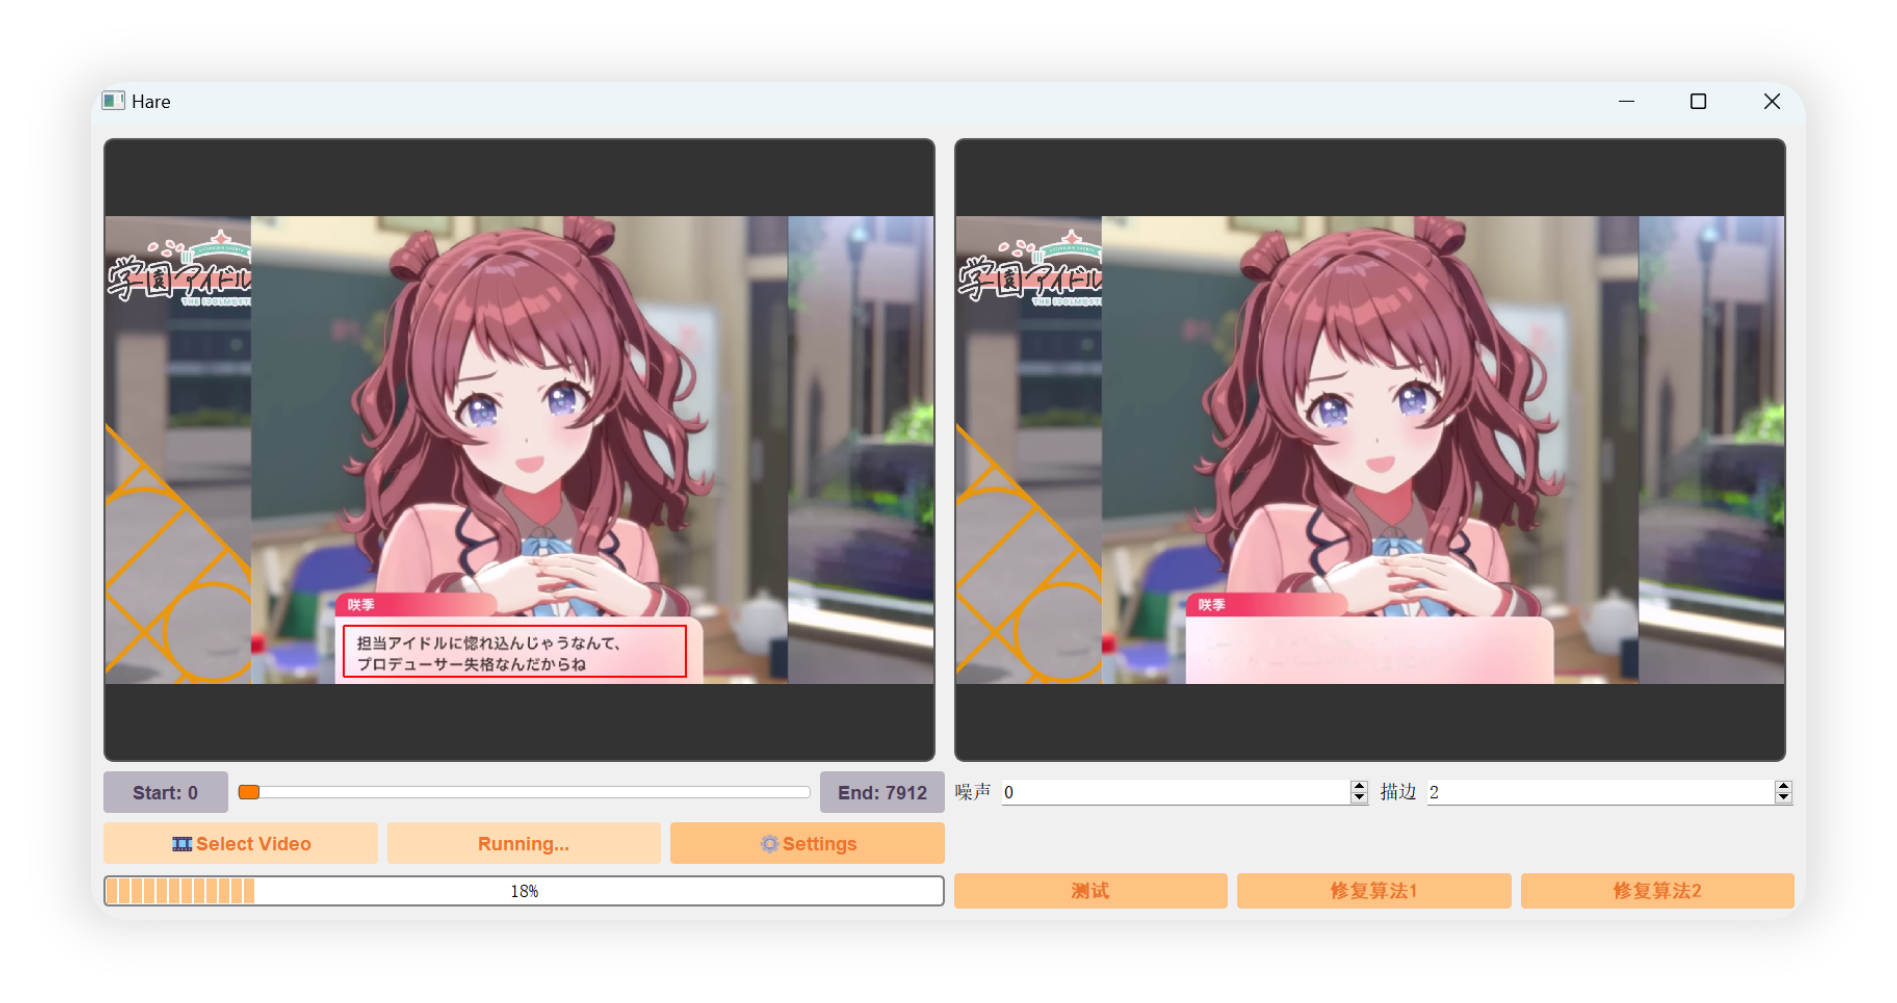 Hare
学園アイドル
THE IDOLM@ST
咲季
担当アイドルに惚れ込んじゃうなんて、
プロデューサー失格なんだからね
学園アイドル
THE IDOLM@ST
咲季
Start: 0
End: 7912
噪声 0
描边 2
Select Video
Running...
Settings
18%
测试
修复算法1
修复算法2